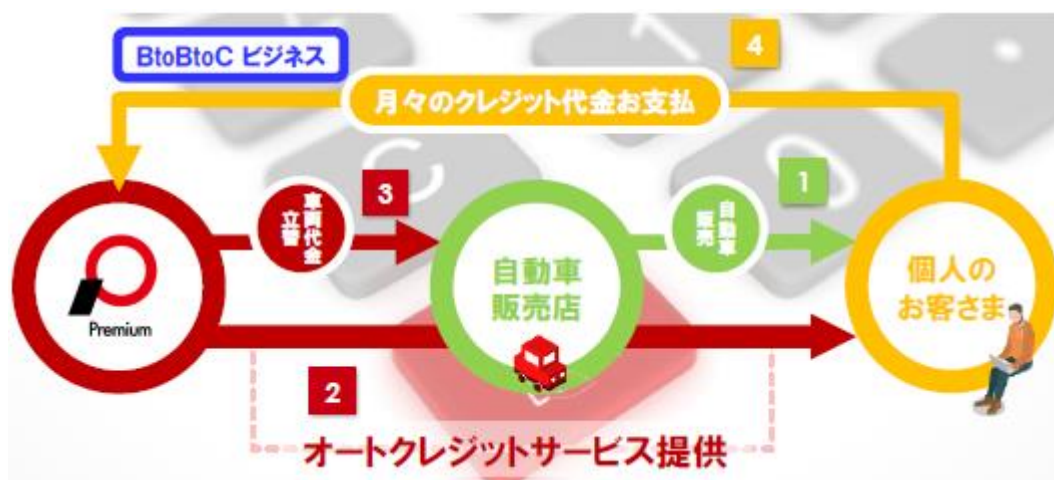 BtoBtoC ビジネス
4
月々のクレジット代金お支払
3
1
車両代金
立替
自動車
販売
自動車
販売店
個人の
お客さま
Premium
2
オートクレジットサービス提供